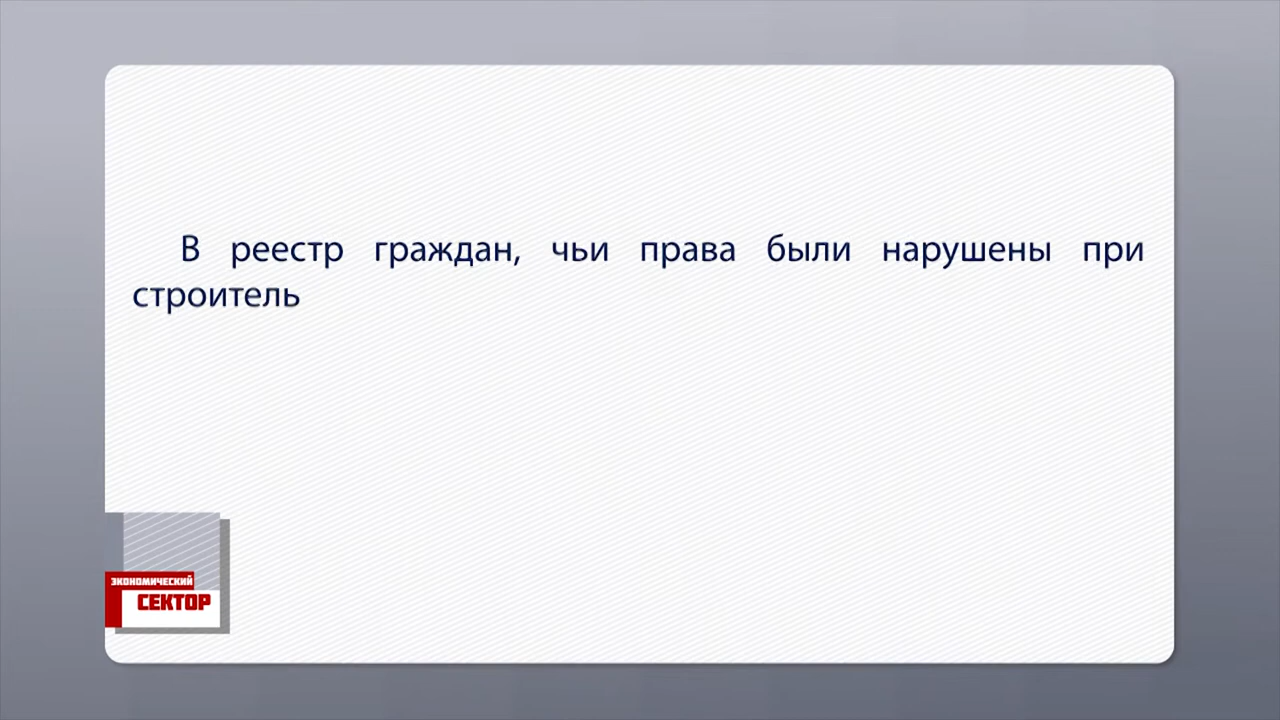 В реестр граждан, чьи права были нарушены при
строитель
ЭКОНОМИЧЕСКИЙ
СЕКТОР